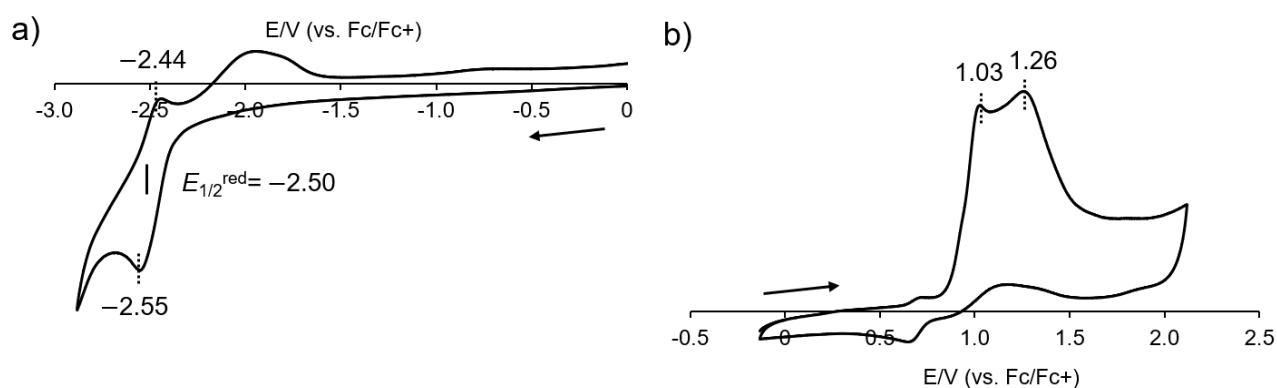 a)
E/V (vs. Fc/Fc+)
−2.44
-3.0 -2.5 -2.0 -1.5 -1.0 -0.5 0
E1/2red= −2.50
−2.55
b)
1.03 1.26
-0.5 0 0.5 1.0 1.5 2.0 2.5
E/V (vs. Fc/Fc+)